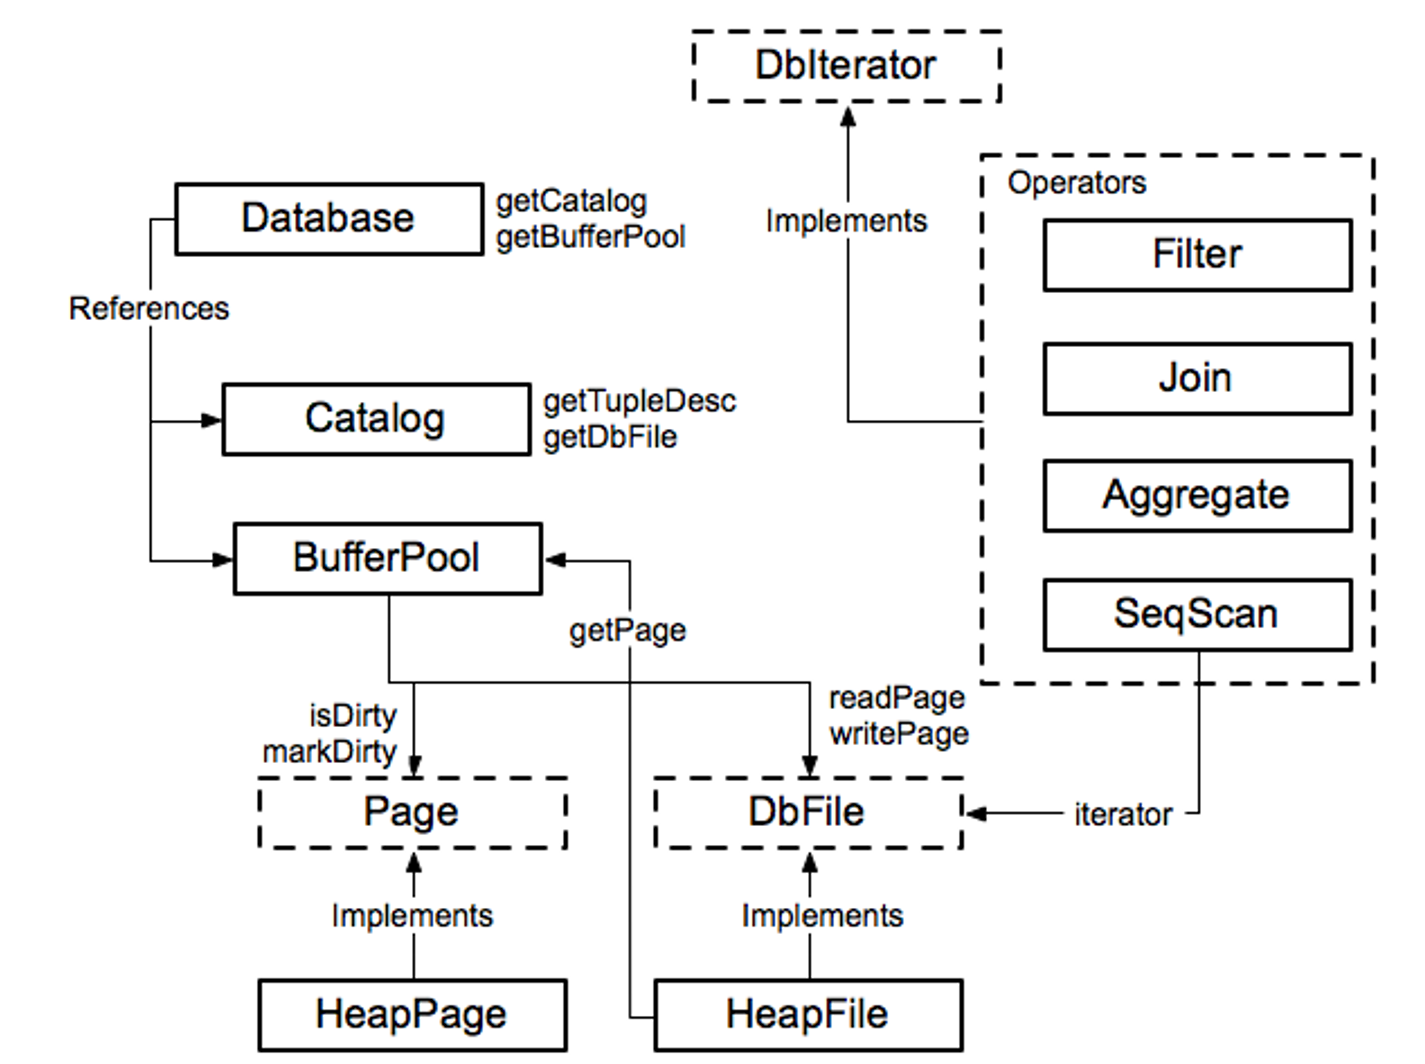 DbIterator
Operators
Implements
Filter
Database
getCatalog
getBufferPool
References
Join
Catalog
getTupleDesc
getDbFile
Aggregate
BufferPool
SeqScan
getPage
isDirty
markDirty
readPage
writePage
Page
DbFile
iterator
Implements
Implements
HeapPage
HeapFile